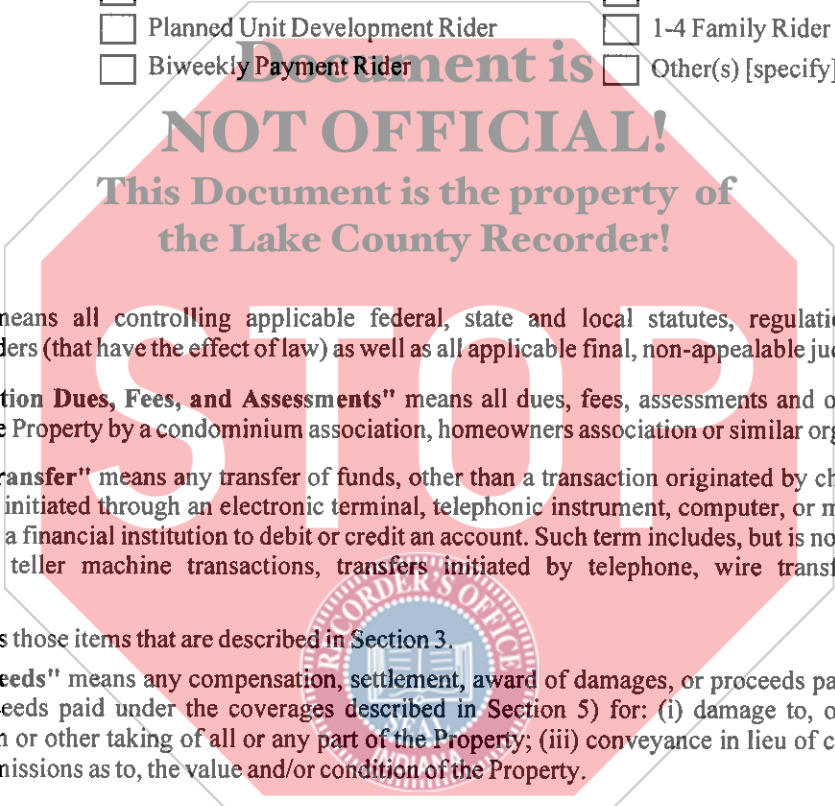 Planned Unit Development Rider 1-4 Family Rider
Biweekly Payment Rider Other(s) [specify]
Document is
NOT OFFICIAL!
This Document is the property of
the Lake County Recorder!
STOP
means all controlling applicable federal, state and local statutes, regulati
ders (that have the effect of law) as well as all applicable final, non-appealable jud
tion Dues, Fees, and Assessments" means all dues, fees, assessments and o
e Property by a condominium association, homeowners association or similar org
ransfer" means any transfer of funds, other than a transaction originated by ch
initiated through an electronic terminal, telephonic instrument, computer, or m
a financial institution to debit or credit an account. Such term includes, but is no
teller machine transactions, transfers initiated by telephone, wire transf
s those items that are described in Section 3.
eeds" means any compensation, settlement, award of damages, or proceeds pa
eeds paid under the coverages described in Section 5) for: (i) damage to, o
n or other taking of all or any part of the Property; (iii) conveyance in lieu of c
missions as to, the value and/or condition of the Property.
RECORDER'S OFFICE
SEAL
INDIANA